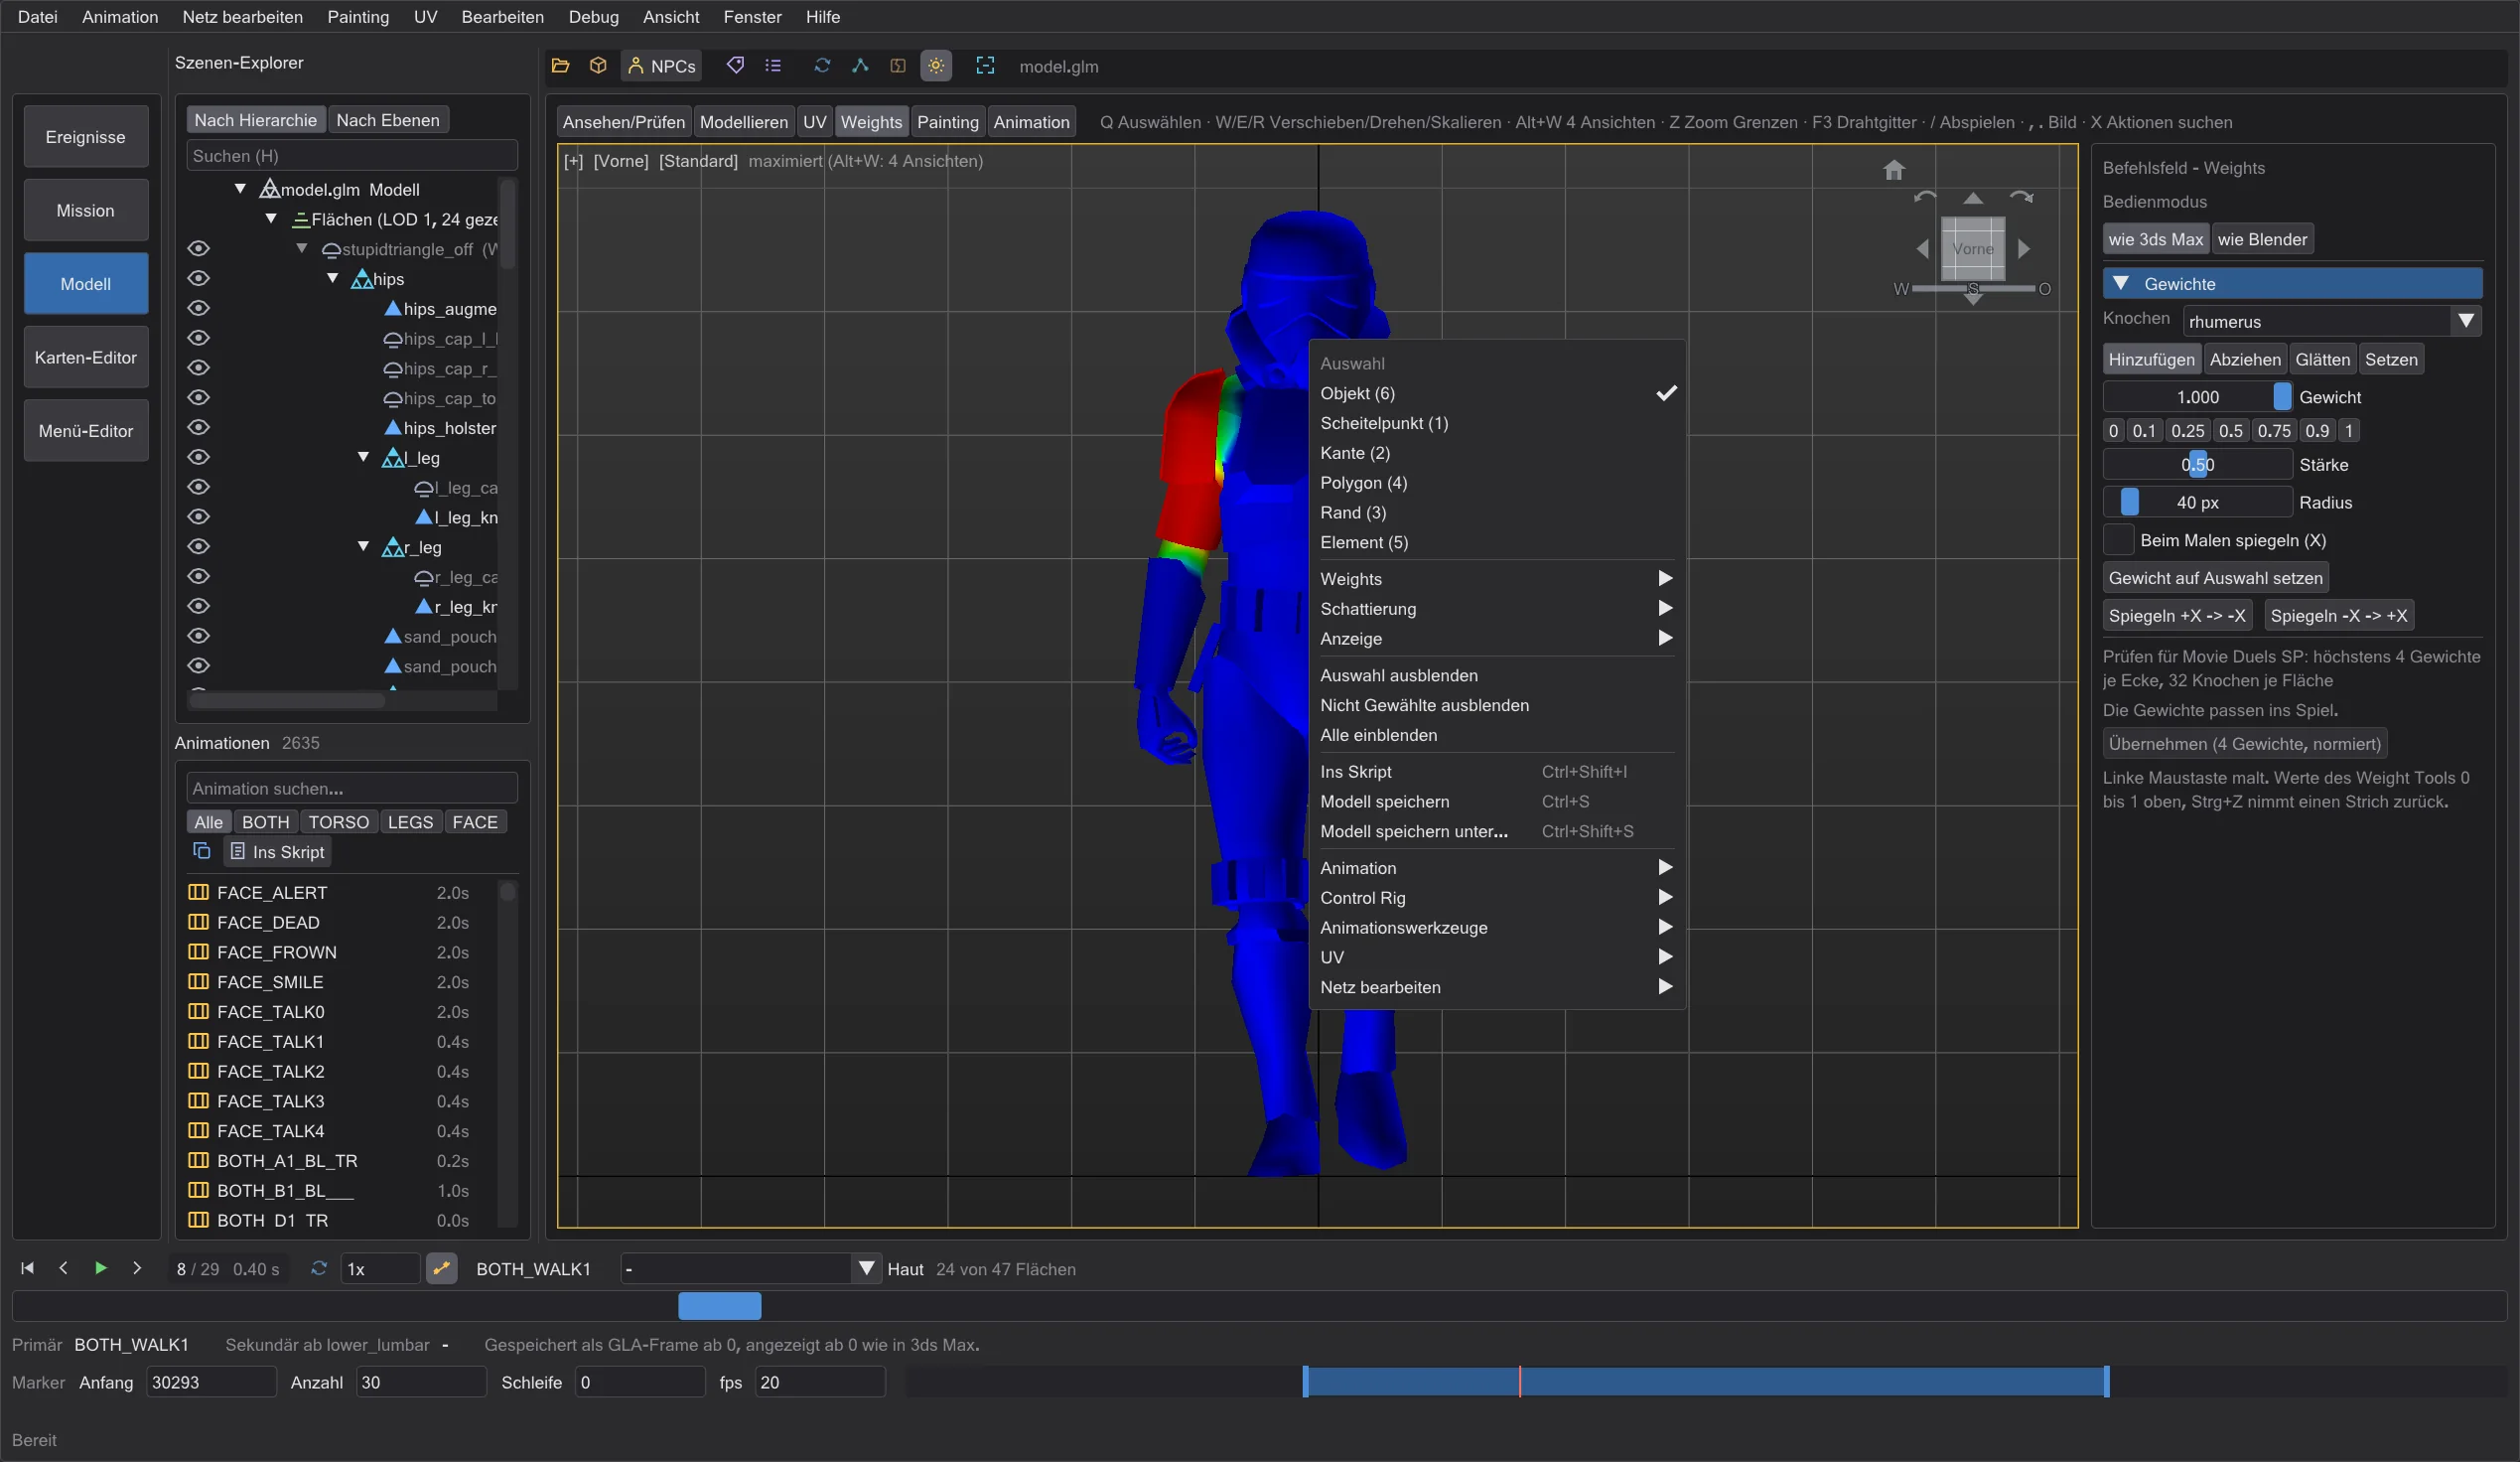 Datei Animation Netz bearbeiten Painting UV Bearbeiten Debug Ansicht Fenster Hilfe
Szenen-Explorer
NPCs model.glm
Ereignisse
Mission
Modell
Karten-Editor
Menü-Editor
Nach Hierarchie Nach Ebenen
Suchen (H)
model.glm Modell
Flächen (LOD 1, 24 geze
stupidtriangle_off (W
hips
hips_augme
hips_cap_l_l
hips_cap_r_
hips_cap_to
hips_holster
l_leg
l_leg_ca
l_leg_kn
r_leg
r_leg_ca
r_leg_kr
sand_pouch
sand_pouch
Animationen 2635
Animation suchen...
Alle BOTH TORSO LEGS FACE
Ins Skript
FACE_ALERT 2.0s
FACE_DEAD 2.0s
FACE_FROWN 2.0s
FACE_SMILE 2.0s
FACE_TALK0 2.0s
FACE_TALK1 0.4s
FACE_TALK2 0.4s
FACE_TALK3 0.4s
FACE_TALK4 0.4s
BOTH_A1_BL_TR 0.2s
BOTH_B1_BL___ 1.0s
BOTH_D1_TR 0.0s
Ansehen/Prüfen Modellieren UV Weights Painting Animation Q Auswählen · W/E/R Verschieben/Drehen/Skalieren · Alt+W 4 Ansichten · Z Zoom Grenzen · F3 Drahtgitter · / Abspielen · , . Bild · X Aktionen suchen
[+] [Vorne] [Standard] maximiert (Alt+W: 4 Ansichten)
Vorne
W S O
Auswahl
Objekt (6)
Scheitelpunkt (1)
Kante (2)
Polygon (4)
Rand (3)
Element (5)
Weights
Schattierung
Anzeige
Auswahl ausblenden
Nicht Gewählte ausblenden
Alle einblenden
Ins Skript Ctrl+Shift+I
Modell speichern Ctrl+S
Modell speichern unter... Ctrl+Shift+S
Animation
Control Rig
Animationswerkzeuge
UV
Netz bearbeiten
Befehlsfeld - Weights
Bedienmodus
wie 3ds Max wie Blender
Gewichte
Knochen rhumerus
Hinzufügen Abziehen Glätten Setzen
1.000 Gewicht
0 0.1 0.25 0.5 0.75 0.9 1
0.50 Stärke
40 px Radius
Beim Malen spiegeln (X)
Gewicht auf Auswahl setzen
Spiegeln +X -> -X Spiegeln -X -> +X
Prüfen für Movie Duels SP: höchstens 4 Gewichte
je Ecke, 32 Knochen je Fläche
Die Gewichte passen ins Spiel.
Übernehmen (4 Gewichte, normiert)
Linke Maustaste malt. Werte des Weight Tools 0
bis 1 oben, Strg+Z nimmt einen Strich zurück.
8 / 29 0.40 s 1x BOTH_WALK1 - Haut 24 von 47 Flächen
Primär BOTH_WALK1 Sekundär ab lower_lumbar - Gespeichert als GLA-Frame ab 0, angezeigt ab 0 wie in 3ds Max.
Marker Anfang 30293 Anzahl 30 Schleife 0 fps 20
Bereit